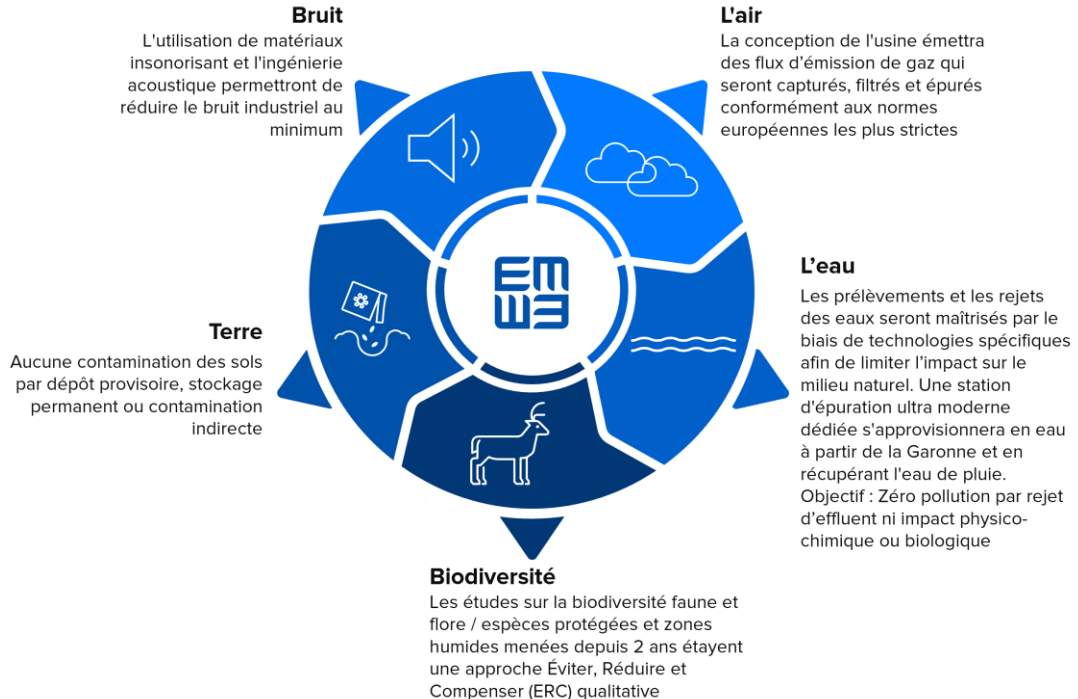 Bruit
L'utilisation de matériaux
insonorisant et l'ingénierie
acoustique permettront de
réduire le bruit industriel au
minimum
L'air
La conception de l'usine émettra
des flux d’émission de gaz qui
seront capturés, filtrés et épurés
conformément aux normes
européennes les plus strictes
L’eau
Les prélèvements et les rejets
des eaux seront maîtrisés par le
biais de technologies spécifiques
afin de limiter l’impact sur le
milieu naturel. Une station
d'épuration ultra moderne
dédiée s'approvisionnera en eau
à partir de la Garonne et en
récupérant l'eau de pluie.
Objectif : Zéro pollution par rejet
d’effluent ni impact physico-
chimique ou biologique
Terre
Aucune contamination des sols
par dépôt provisoire, stockage
permanent ou contamination
indirecte
Biodiversité
Les études sur la biodiversité faune et
flore / espèces protégées et zones
humides menées depuis 2 ans étayent
une approche Éviter, Réduire et
Compenser (ERC) qualitative